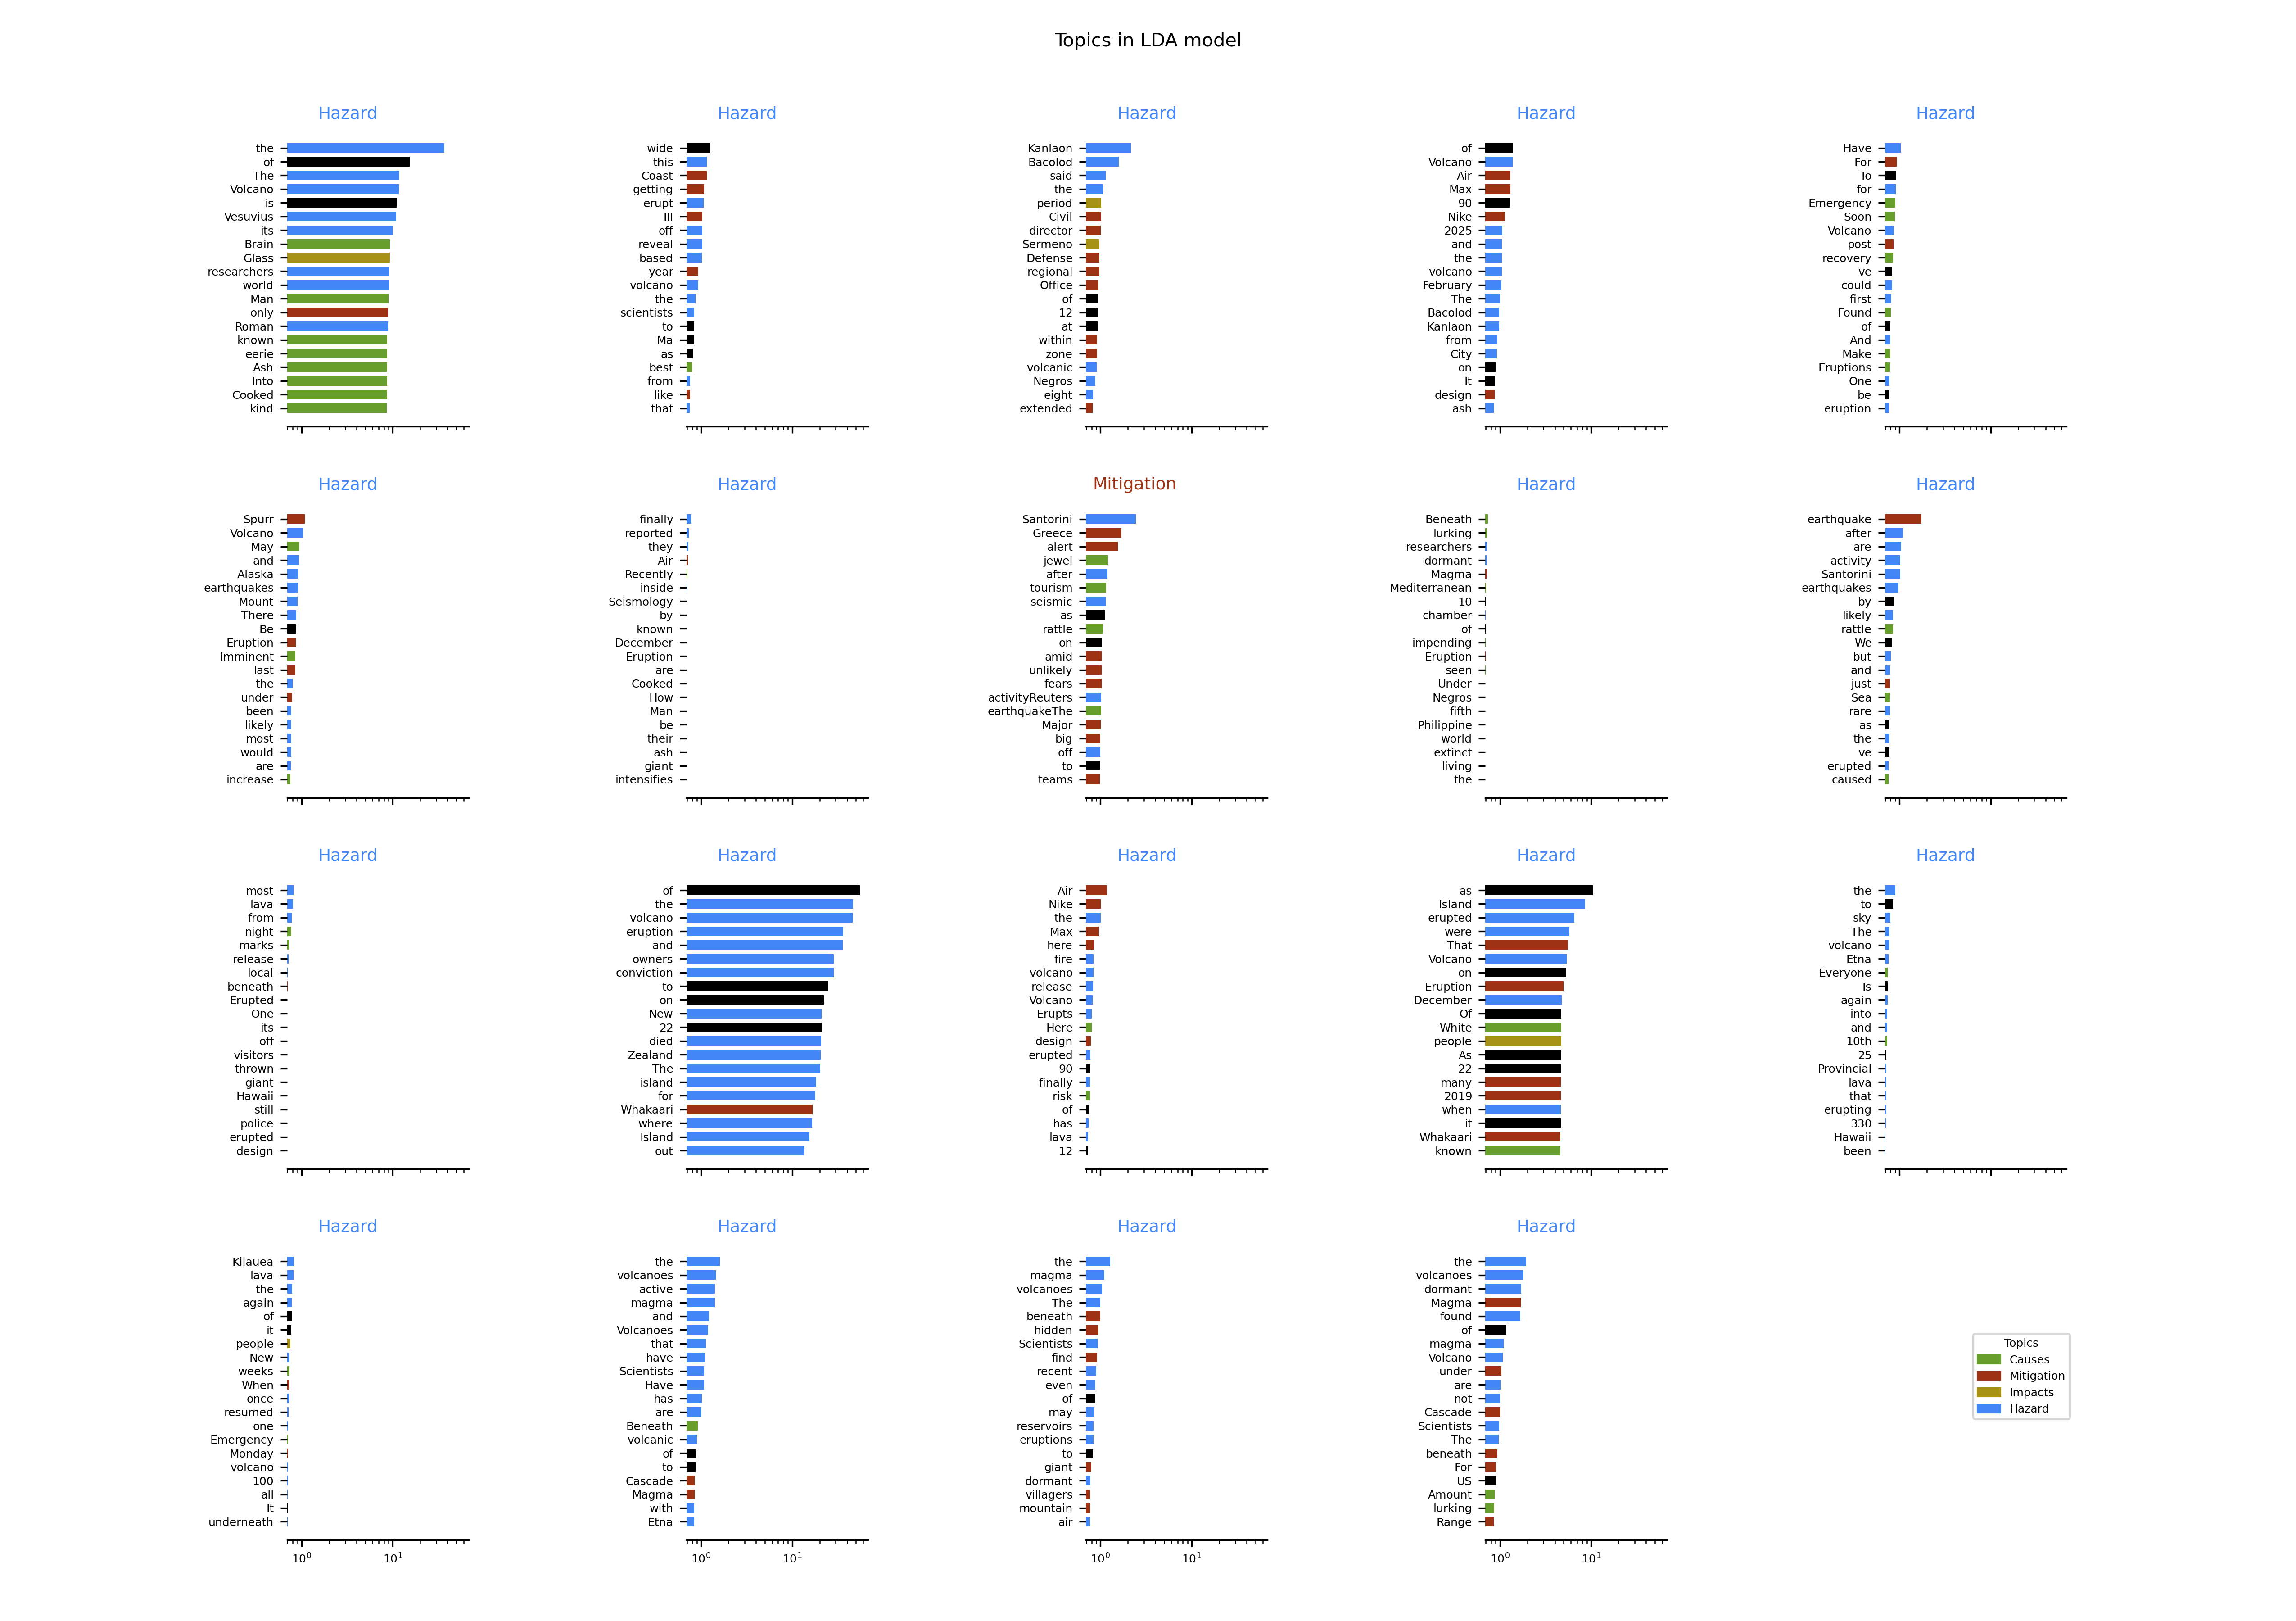 Topics in LDA model
Hazard
the
of
The
Volcano
is
Vesuvius
its
Brain
Glass
researchers
world
Man
only
Roman
known
eerie
Ash
Into
Cooked
kind
Hazard
wide
this
Coast
getting
erupt
III
off
reveal
based
year
volcano
the
scientists
to
Ma
as
best
from
like
that
Hazard
Kanlaon
Bacolod
said
the
period
Civil
director
Sermeno
Defense
regional
Office
of
12
at
within
zone
volcanic
Negros
eight
extended
Hazard
of
Volcano
Air
Max
90
Nike
2025
and
the
volcano
February
The
Bacolod
Kanlaon
from
City
on
It
design
ash
Hazard
Have
For
To
for
Emergency
Soon
Volcano
post
recovery
ve
could
first
Found
of
And
Make
Eruptions
One
be
eruption
Hazard
Spurr
Volcano
May
and
Alaska
earthquakes
Mount
There
Be
Eruption
Imminent
last
the
under
been
likely
most
would
are
increase
Hazard
finally
reported
they
Air
Recently
inside
Seismology
by
known
December
Eruption
are
Cooked
How
Man
be
their
ash
giant
intensifies
Mitigation
Santorini
Greece
alert
jewel
after
tourism
seismic
as
rattle
on
amid
unlikely
fears
activityReuters
earthquakeThe
Major
big
off
to
teams
Hazard
Beneath
lurking
researchers
dormant
Magma
Mediterranean
10
chamber
of
impending
Eruption
seen
Under
Negros
fifth
Philippine
world
extinct
living
the
Hazard
earthquake
after
are
activity
Santorini
earthquakes
by
likely
rattle
We
but
and
just
Sea
rare
as
the
ve
erupted
caused
Hazard
most
lava
from
night
marks
release
local
beneath
Erupted
One
its
off
visitors
thrown
giant
Hawaii
still
police
erupted
design
Hazard
of
the
volcano
eruption
and
owners
conviction
to
on
New
22
died
Zealand
The
island
for
Whakaari
where
Island
out
Hazard
Air
Nike
the
Max
here
fire
volcano
release
Volcano
Erupts
Here
design
erupted
90
finally
risk
of
has
lava
12
Hazard
as
Island
erupted
were
That
Volcano
on
Eruption
December
Of
White
people
As
22
many
2019
when
it
Whakaari
known
Hazard
the
to
sky
The
volcano
Etna
Everyone
Is
again
into
and
10th
25
Provincial
lava
that
erupting
330
Hawaii
been
Hazard
Kilauea
lava
the
again
of
it
people
New
weeks
When
once
resumed
one
Emergency
Monday
volcano
100
all
It
underneath
10⁰ 10¹
Hazard
the
volcanoes
active
magma
and
Volcanoes
that
have
Scientists
Have
has
are
Beneath
volcanic
of
to
Cascade
Magma
with
Etna
10⁰ 10¹
Hazard
the
magma
volcanoes
The
beneath
hidden
Scientists
find
recent
even
of
may
reservoirs
eruptions
to
giant
dormant
villagers
mountain
air
10⁰ 10¹
Hazard
the
volcanoes
dormant
Magma
found
of
magma
Volcano
under
are
not
Cascade
Scientists
The
beneath
For
US
Amount
lurking
Range
10⁰ 10¹
Topics
Causes
Mitigation
Impacts
Hazard